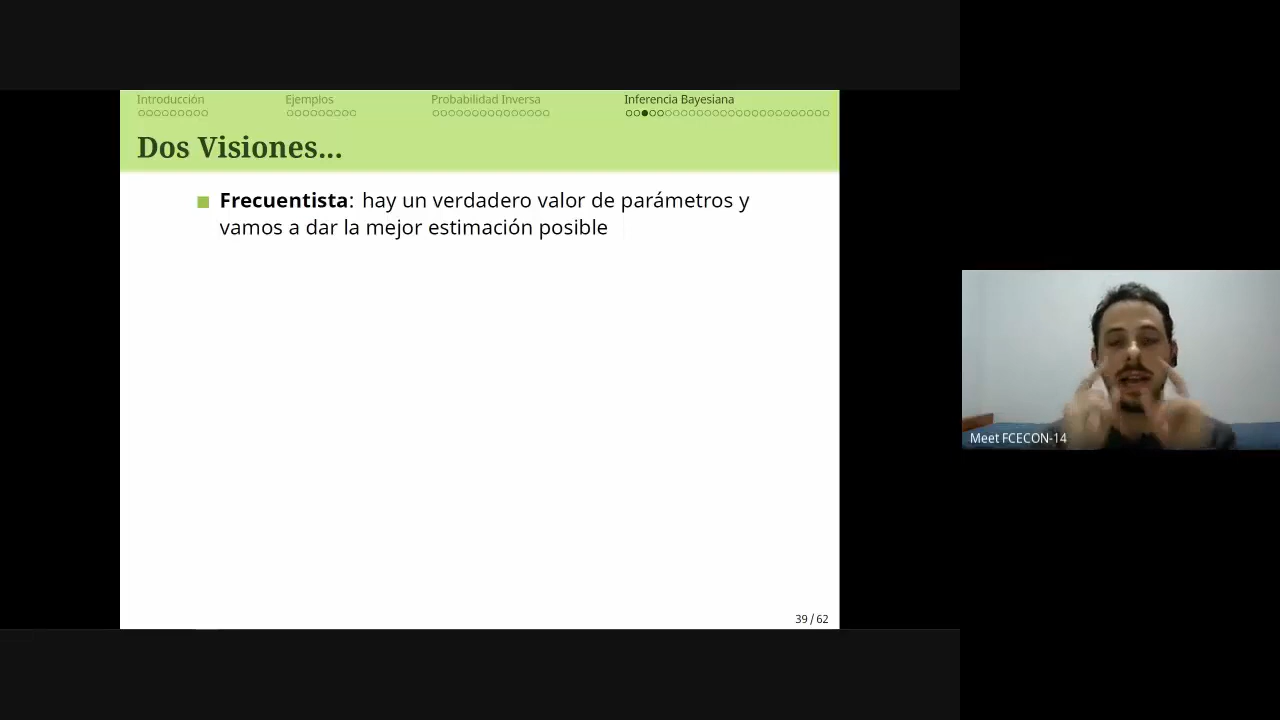 Introducción Ejemplos Probabilidad Inversa Inferencia Bayesiana
Dos Visiones...
Frecuentista: hay un verdadero valor de parámetros y
vamos a dar la mejor estimación posible
Meet FCECON-14
39 / 62